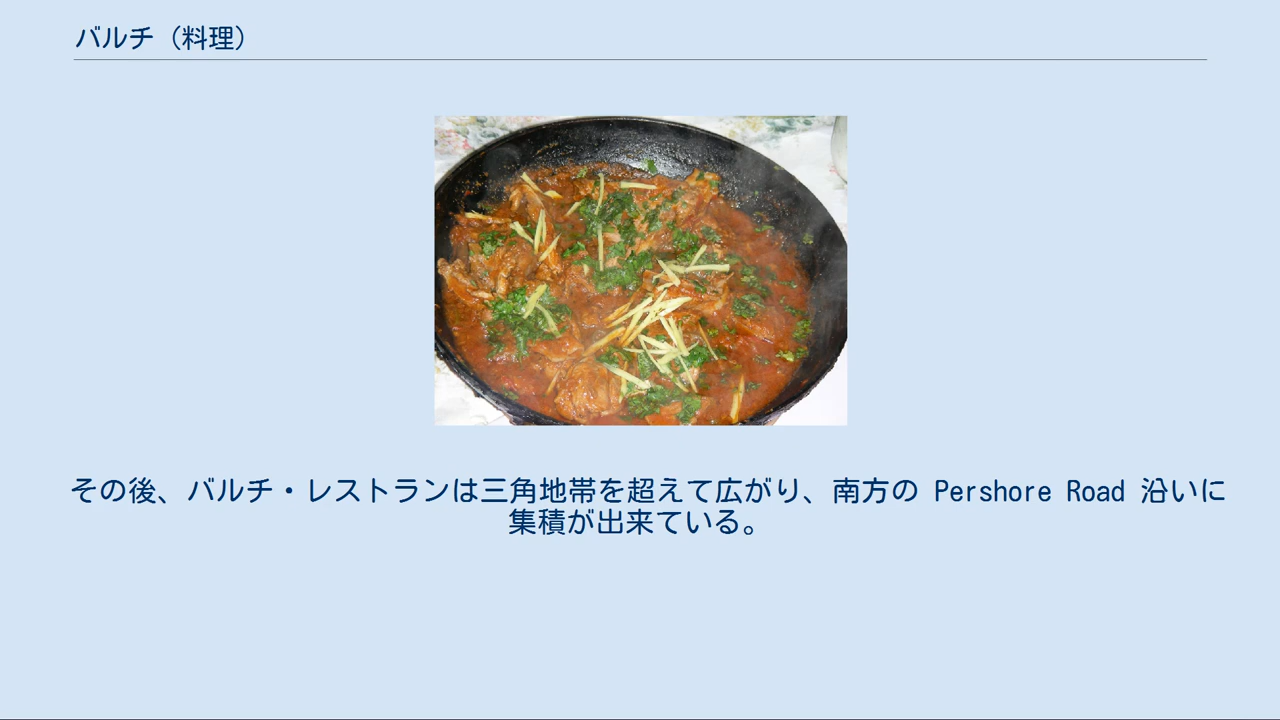 バルチ（料理）
その後、バルチ・レストランは三角地帯を超えて広がり、南方の Pershore Road 沿いに
集積が出来ている。